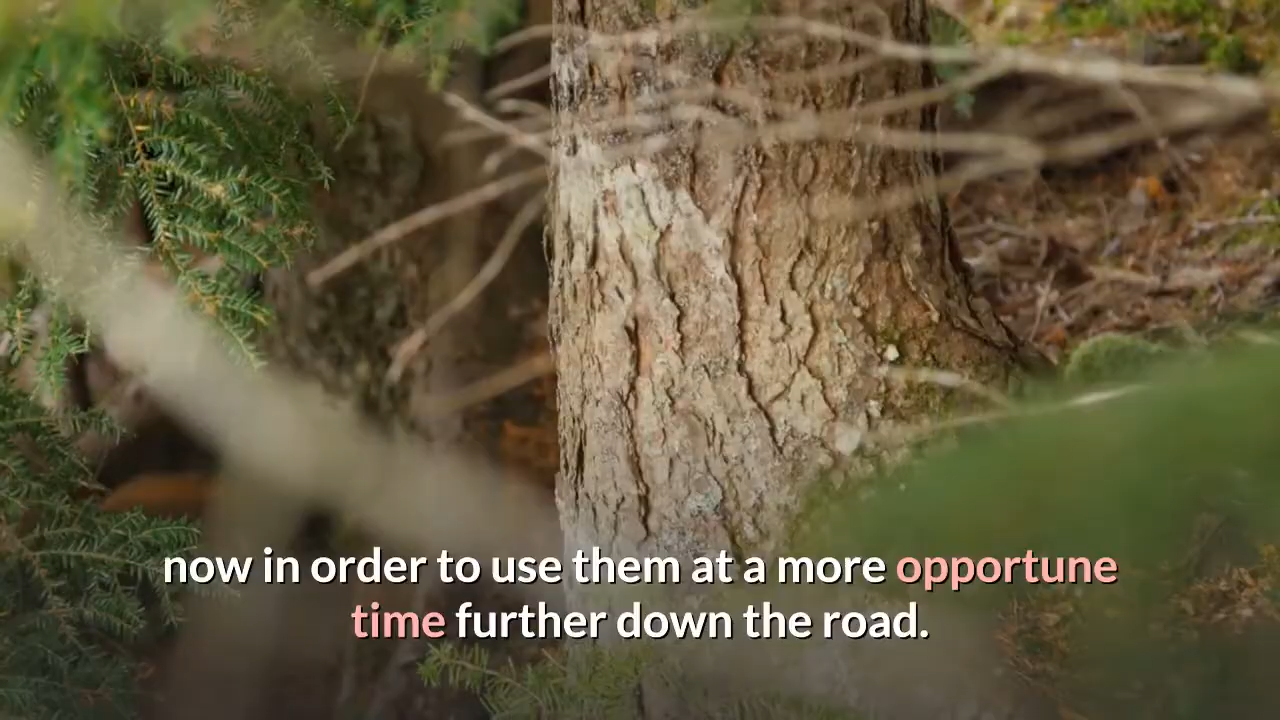 now in order to use them at a more opportune
time further down the road.